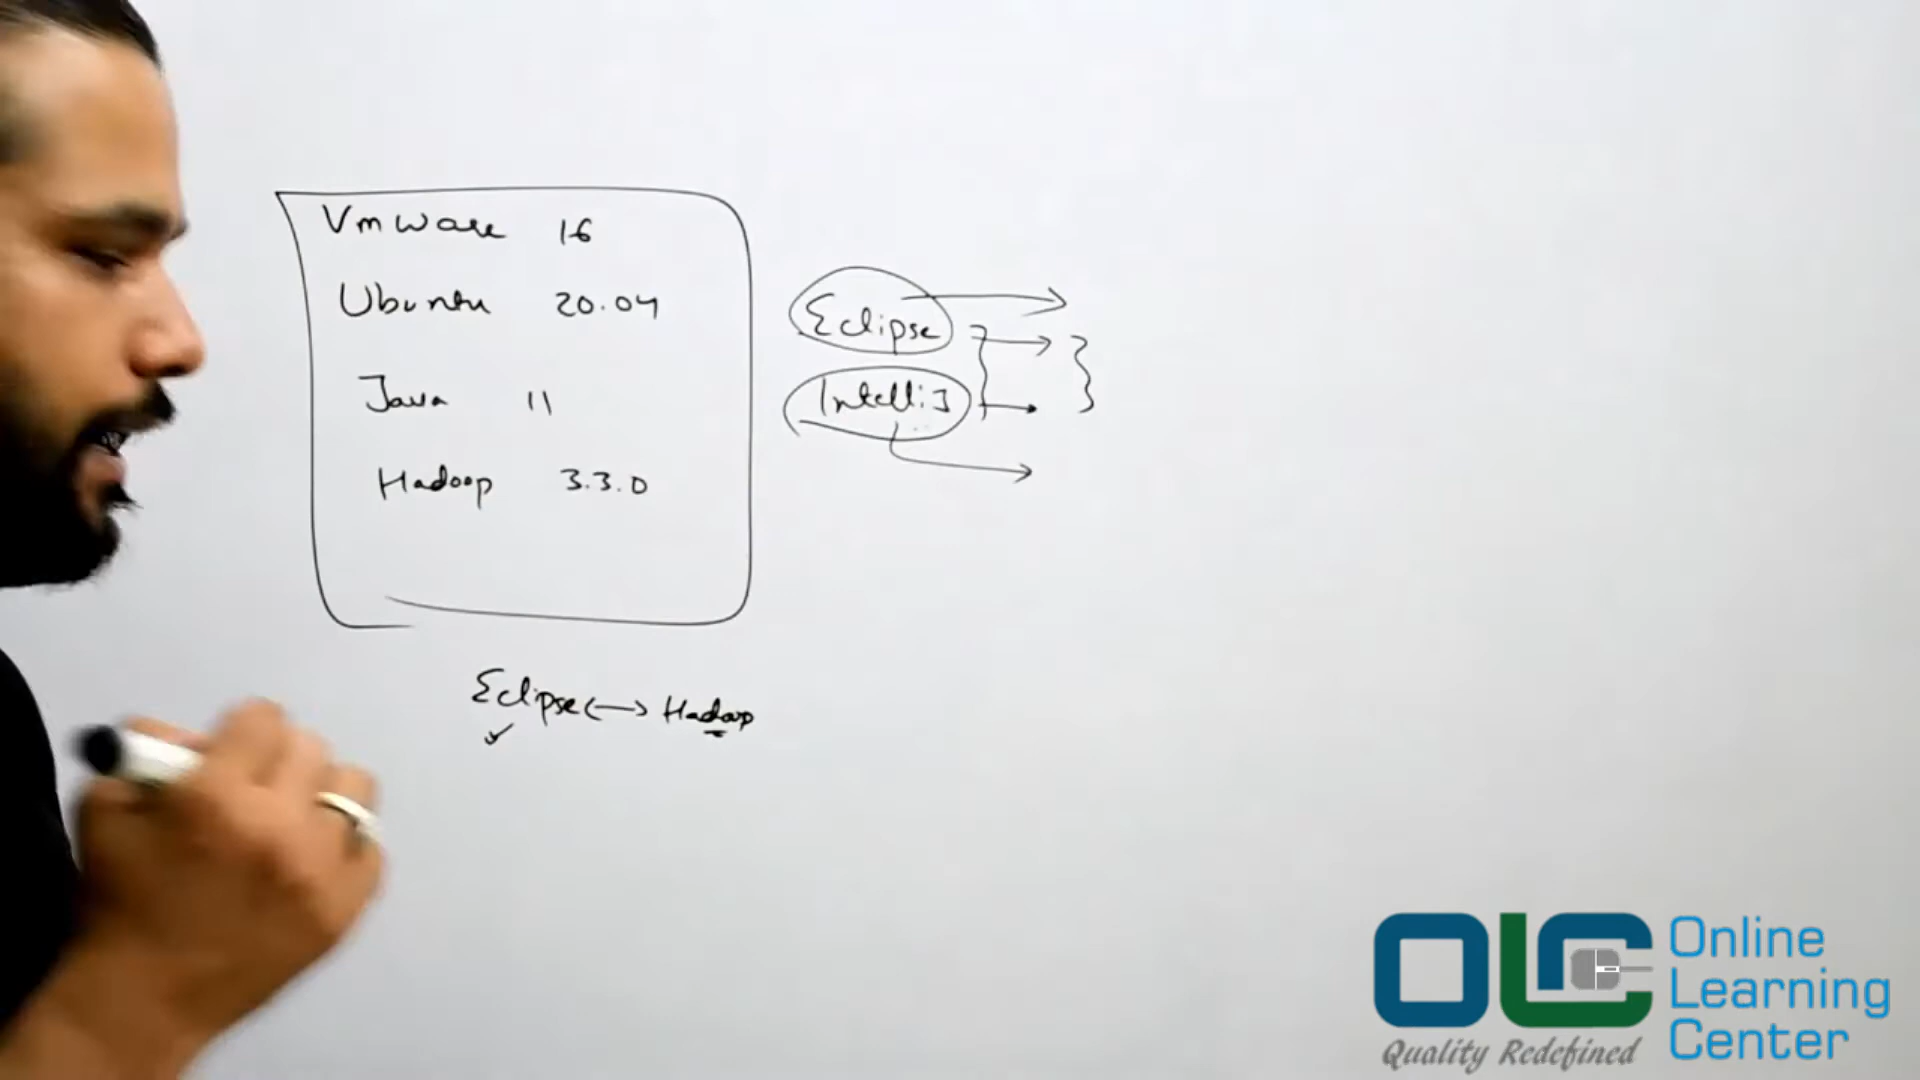 VmWare 16
Ubuntu 20.04
Java 11
Hadoop 3.3.0
Eclipse
IntelliJ
Eclipse ↔ Hadoop
OLC
Online
Learning
Center
Quality Redefined